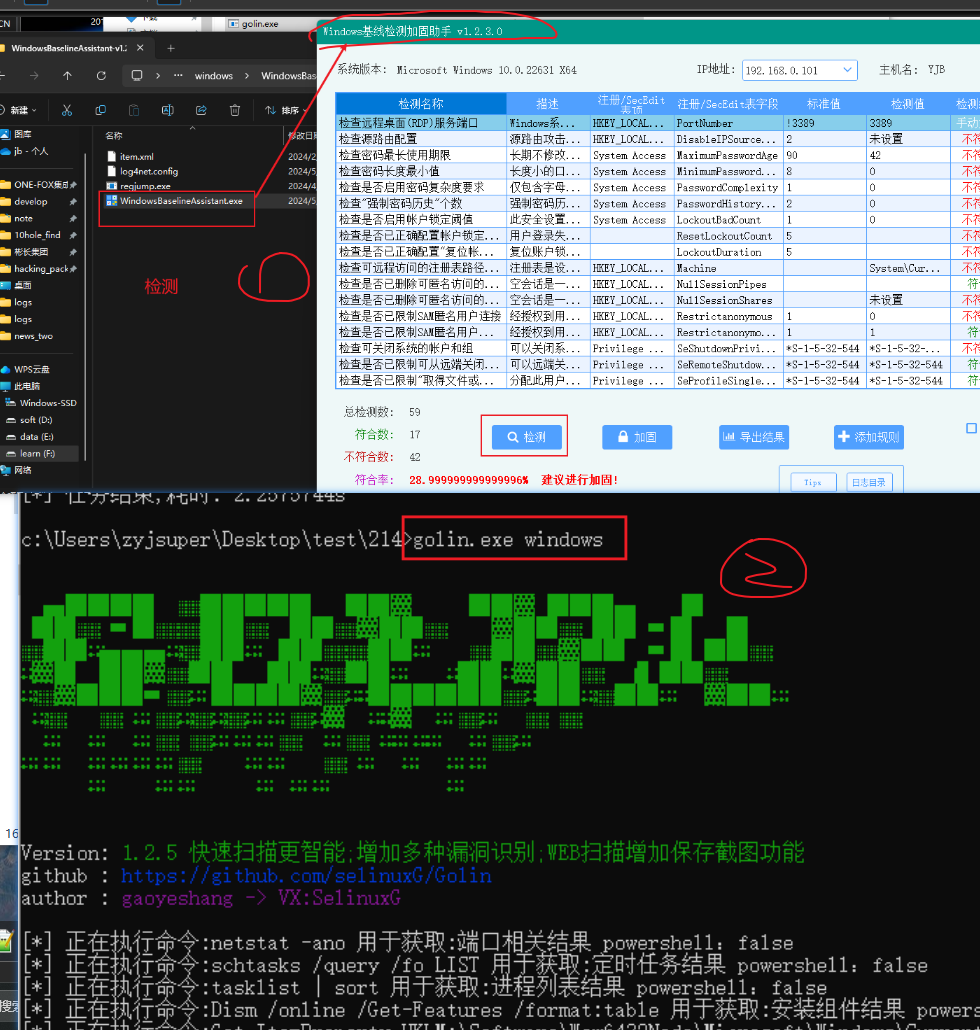 golin.exe
Windows基线检测加固助手 v1.2.3.0
WindowsBaselineAssistant-v1.2
系统版本: Microsoft Windows 10.0.22631 X64
IP地址: 192.168.0.101
主机名: YJB
windows
WindowsBas
新建
排序
名称
修改日期
图库
jb - 个人
ONE-FOX集成
develop
note
10hole_find
彬长集团
hacking_pack
桌面
logs
logs
news_two
WPS云盘
此电脑
Windows-SSD
soft (D:)
data (E:)
learn (F:)
网络
item.xml 2024/2
log4net.config 2024/5
regjump.exe 2024/4
WindowsBaselineAssistant.exe 2024/5
检测
1
检测名称 描述 注册/SecEdit表项 注册/SecEdit表字段 标准值 检测值
检查远程桌面(RDP)服务端口 Windows系... HKEY_LOCAL... PortNumber !3389 3389 手动
检查源路由配置 源路由攻击... HKEY_LOCAL... DisableIPSource... 2 未设置 不符
检查密码最长使用期限 长期不修改... System Access MaximumPasswordAge 90 42 不符
检查密码长度最小值 长度小的口... System Access MinimumPassword... 8 0 不符
检查是否启用密码复杂度要求 仅包含字母... System Access PasswordComplexity 1 0 不符
检查"强制密码历史"个数 强制密码历... System Access PasswordHistory... 2 0 不符
检查是否启用帐户锁定阈值 此安全设置... System Access LockoutBadCount 1 0 不符
检查是否已正确配置帐户锁定... 用户登录失... ResetLockoutCount 5 不符
检查是否已正确配置"复位帐... 复位账户锁... LockoutDuration 5 不符
检查可远程访问的注册表路径... 注册表是设... HKEY_LOCAL... Machine System\Cur... 不符
检查是否已删除可匿名访问的... 空会话是一... HKEY_LOCAL... NullSessionPipes 符
检查是否已删除可匿名访问的... 空会话是一... HKEY_LOCAL... NullSessionShares 未设置 不符
检查是否已限制SAM匿名用户连接 经授权到用... HKEY_LOCAL... Restrictanonymous 1 0 不符
检查是否已限制SAM匿名用户... 经授权到用... HKEY_LOCAL... Restrictanonymo... 1 1 符
检查可关闭系统的帐户和组 可以关闭系... Privilege ... SeShutdownPrivi... *S-1-5-32-544 *S-1-5-32-... 不符
检查是否已限制可从远端关闭... 可以远端关... Privilege ... SeRemoteShutdow... *S-1-5-32-544 *S-1-5-32-544 符
检查是否已限制"取得文件或... 分配此用户... Privilege ... SeProfileSingle... *S-1-5-32-544 *S-1-5-32-544 符
总检测数: 59
符合数: 17
不符合数: 42
符合率: 28.999999999999996% 建议进行加固!
检测
加固
导出结果
添加规则
Tips
日志目录
[*] 任务结束,耗时: 2.2575744s
c:\Users\zyjsuper\Desktop\test\214>golin.exe windows
2
Version: 1.2.5 快速扫描更智能;增加多种漏洞识别;WEB扫描增加保存截图功能
github : https://github.com/selinuxG/Golin
author : gaoyeshang -> VX:SelinuxG
[*] 正在执行命令:netstat -ano 用于获取:端口相关结果 powershell: false
[*] 正在执行命令:schtasks /query /fo LIST 用于获取:定时任务结果 powershell: false
[*] 正在执行命令:tasklist | sort 用于获取:进程列表结果 powershell: false
[*] 正在执行命令:Dism /online /Get-Features /format:table 用于获取:安装组件结果 power